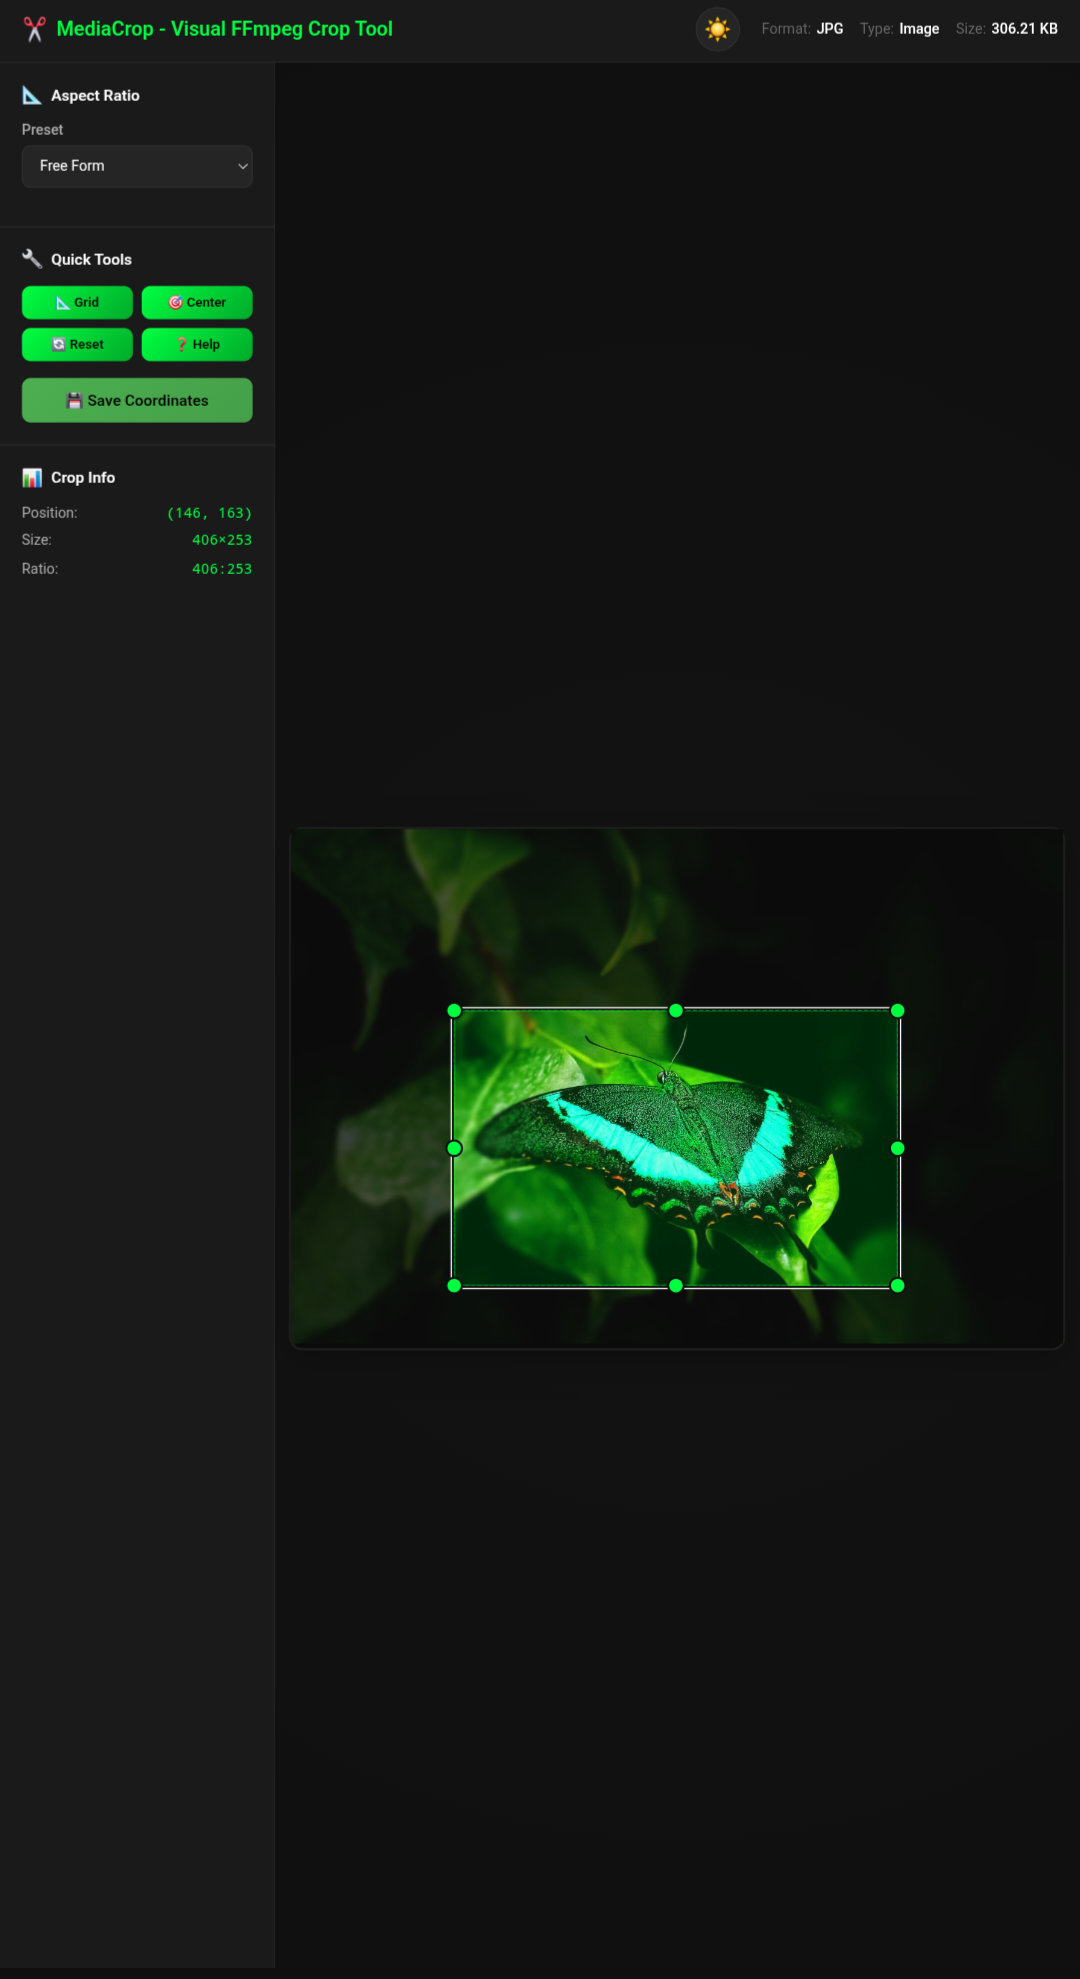 MediaCrop - Visual FFmpeg Crop Tool
Format: JPG Type: Image Size: 306.21 KB
Aspect Ratio
Preset
Free Form
Quick Tools
Grid Center
Reset Help
Save Coordinates
Crop Info
Position: (146, 163)
Size: 406×253
Ratio: 406:253